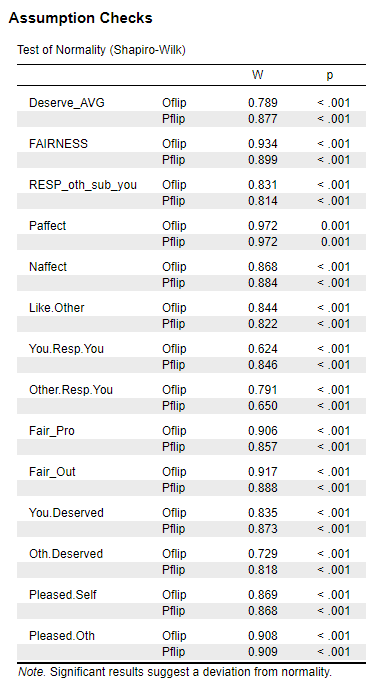 Assumption Checks
Test of Normality (Shapiro-Wilk)
W p
Deserve_AVG Oflip 0.789 < .001
Pflip 0.877 < .001
FAIRNESS Oflip 0.934 < .001
Pflip 0.899 < .001
RESP_oth_sub_you Oflip 0.831 < .001
Pflip 0.814 < .001
Paffect Oflip 0.972 0.001
Pflip 0.972 0.001
Naffect Oflip 0.868 < .001
Pflip 0.884 < .001
Like.Other Oflip 0.844 < .001
Pflip 0.822 < .001
You.Resp.You Oflip 0.624 < .001
Pflip 0.846 < .001
Other.Resp.You Oflip 0.791 < .001
Pflip 0.650 < .001
Fair_Pro Oflip 0.906 < .001
Pflip 0.857 < .001
Fair_Out Oflip 0.917 < .001
Pflip 0.888 < .001
You.Deserved Oflip 0.835 < .001
Pflip 0.873 < .001
Oth.Deserved Oflip 0.729 < .001
Pflip 0.818 < .001
Pleased.Self Oflip 0.869 < .001
Pflip 0.868 < .001
Pleased.Oth Oflip 0.908 < .001
Pflip 0.909 < .001
Note. Significant results suggest a deviation from normality.